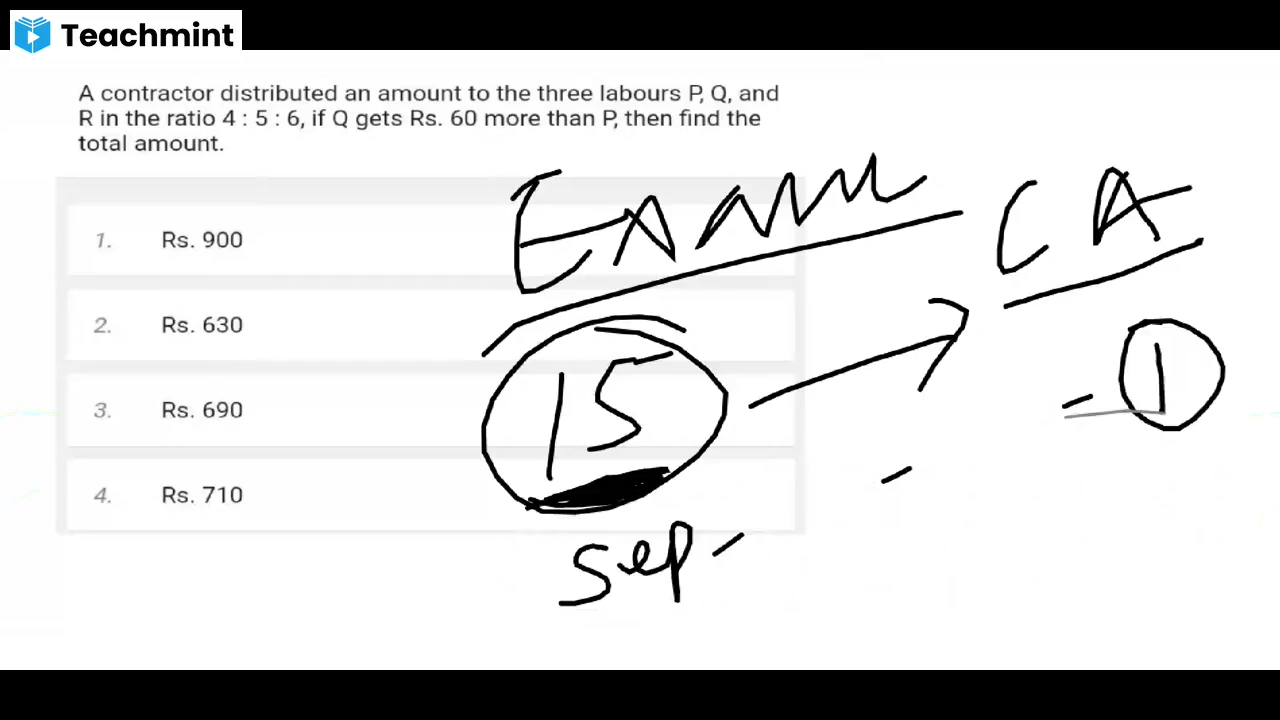 Teachmint
A contractor distributed an amount to the three labours P, Q, and
R in the ratio 4 : 5 : 6, if Q gets Rs. 60 more than P, then find the
total amount.
1. Rs. 900
2. Rs. 630
3. Rs. 690
4. Rs. 710
CA
15
1
Sep